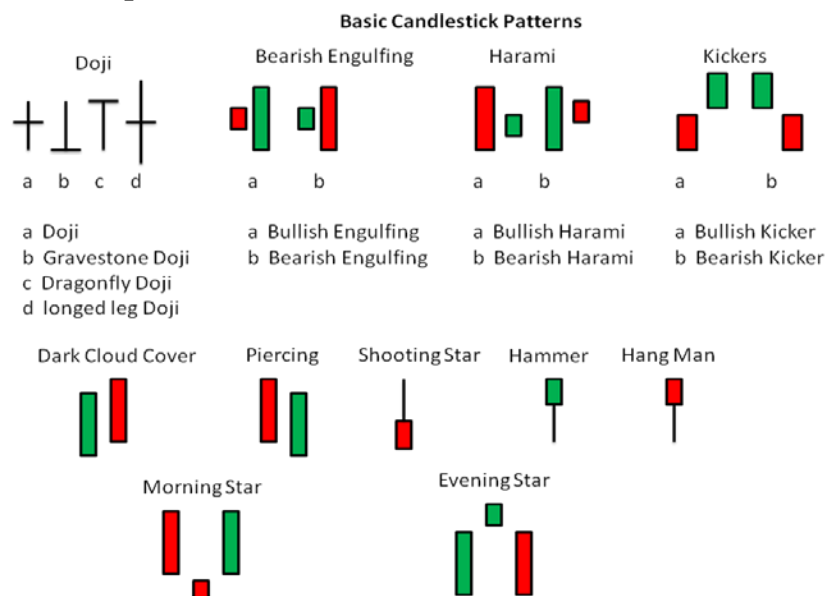 Basic Candlestick Patterns
Doji
Bearish Engulfing
Harami
Kickers
a b c d
a b
a b
a b
a Doji
b Gravestone Doji
c Dragonfly Doji
d longed leg Doji
a Bullish Engulfing
b Bearish Engulfing
a Bullish Harami
b Bearish Harami
a Bullish Kicker
b Bearish Kicker
Dark Cloud Cover
Piercing
Shooting Star
Hammer
Hang Man
Morning Star
Evening Star